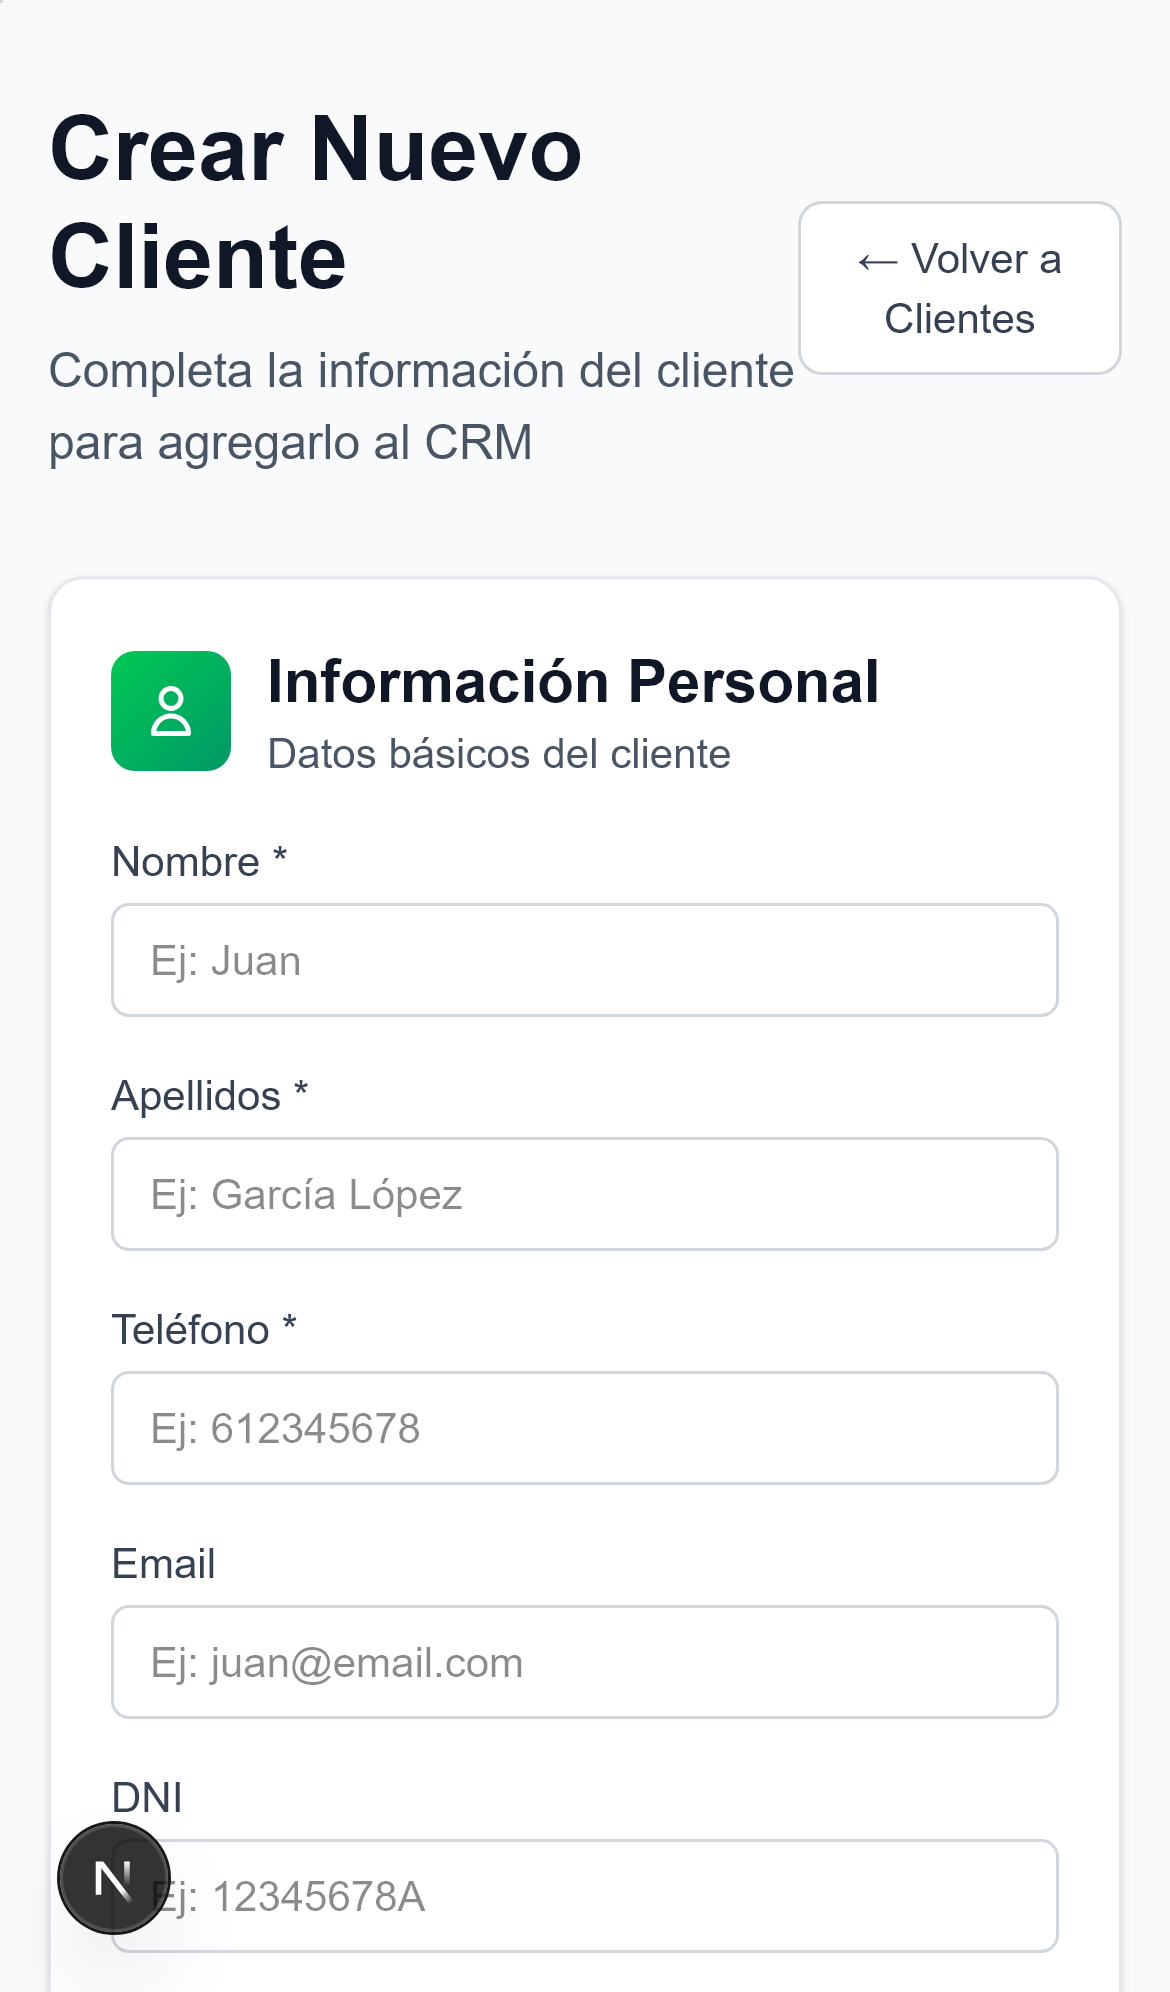 Crear Nuevo
Cliente
Completa la información del cliente
para agregarlo al CRM
← Volver a
Clientes
Información Personal
Datos básicos del cliente
Nombre *
Ej: Juan
Apellidos *
Ej: García López
Teléfono *
Ej: 612345678
Email
Ej: juan@email.com
DNI
N
Ej: 12345678A